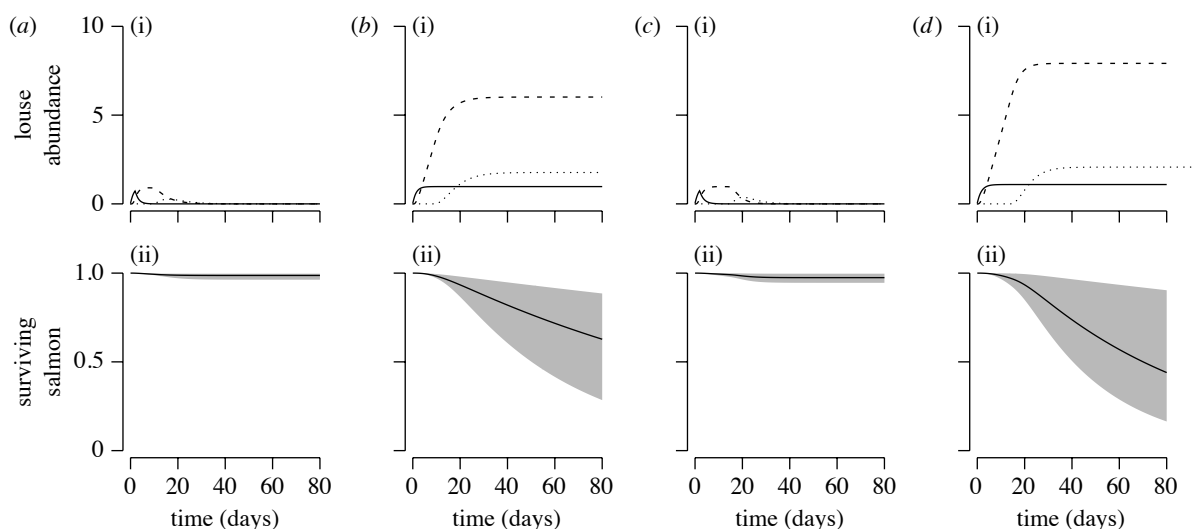 (a) (i) (b) (i) (c) (i) (d) (i)
10
5
0
louse
abundance
(ii) (ii) (ii) (ii)
1.0
0.5
0
surviving
salmon
0 20 40 60 80 0 20 40 60 80 0 20 40 60 80 0 20 40 60 80
time (days) time (days) time (days) time (days)